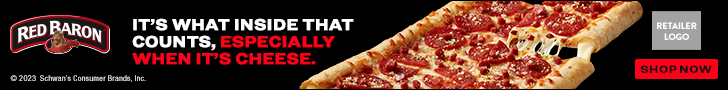 RED BARON
IT'S WHAT INSIDE THAT
COUNTS, ESPECIALLY
WHEN IT'S CHEESE.
© 2023 Schwan's Consumer Brands, Inc.
RETAILER
LOGO
SHOP NOW